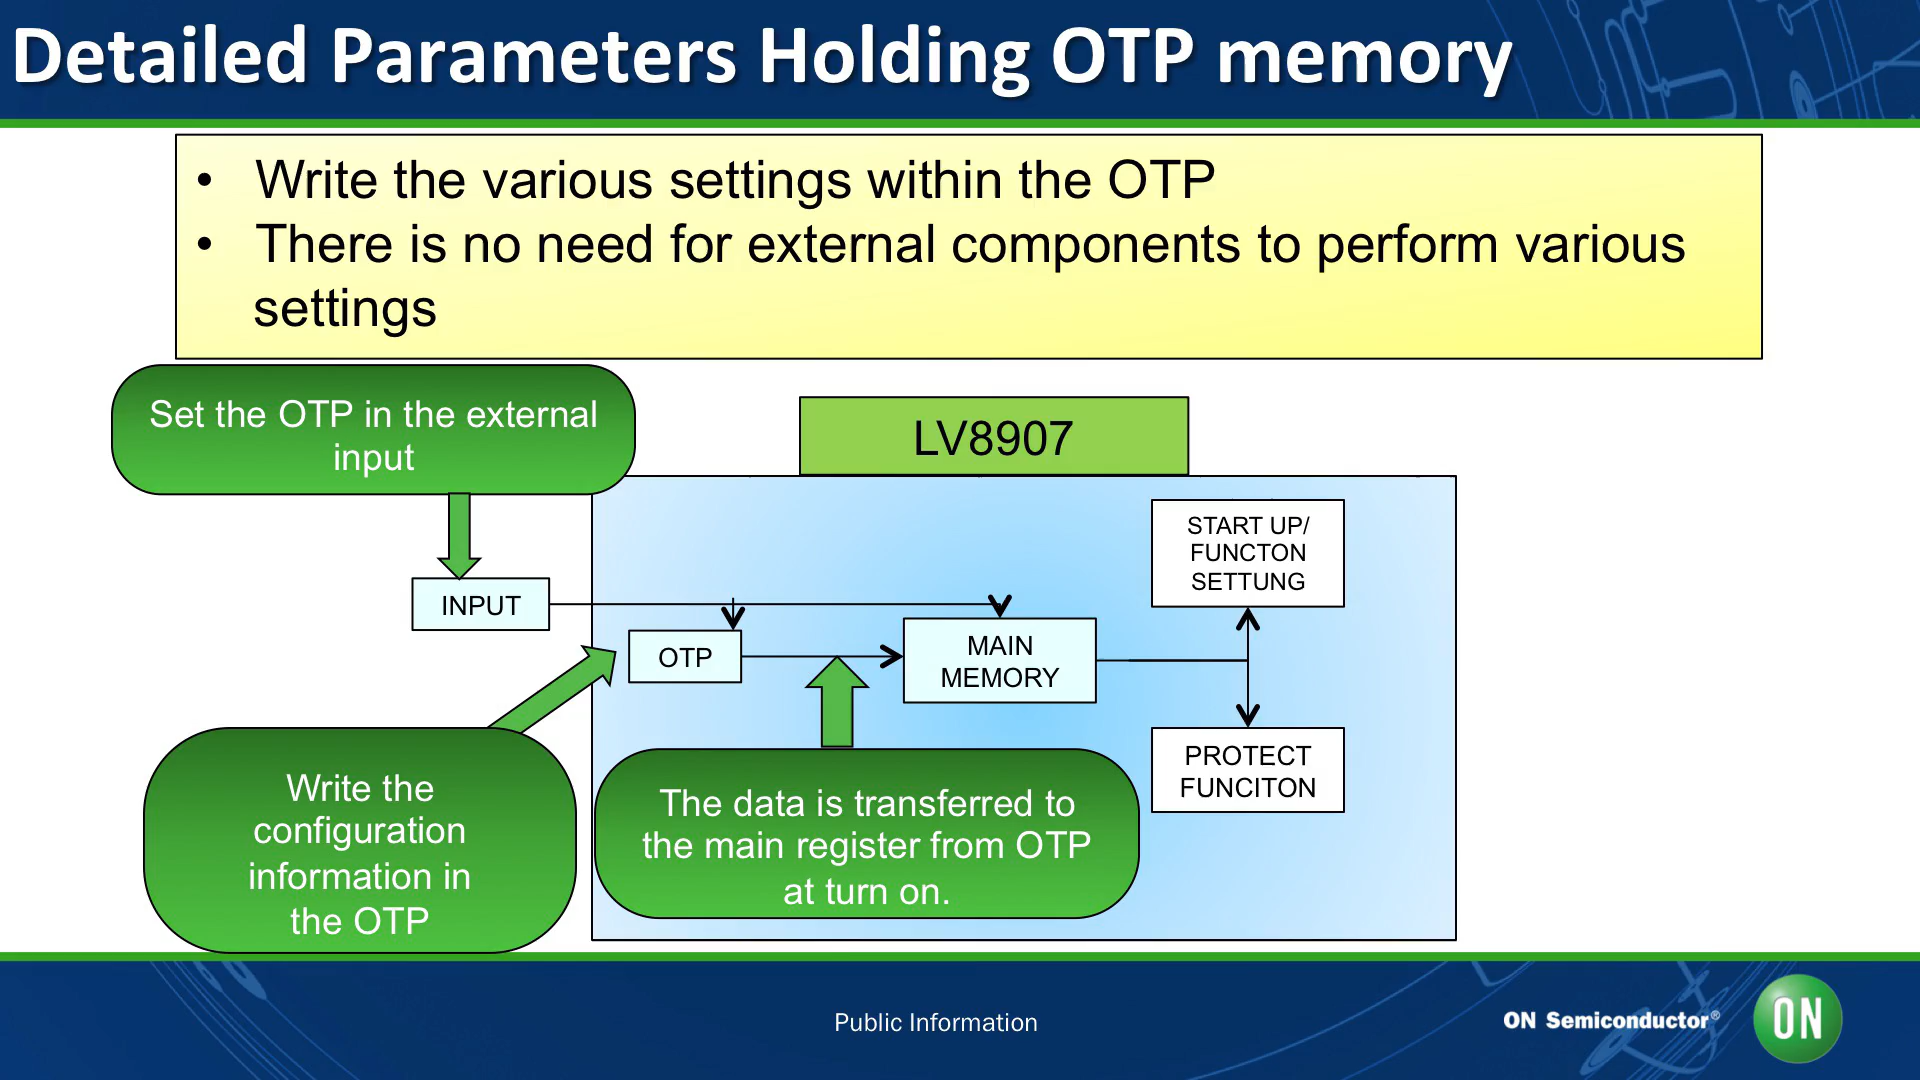 Detailed Parameters Holding OTP memory
• Write the various settings within the OTP
• There is no need for external components to perform various
settings
Set the OTP in the external
input
LV8907
START UP/
FUNCTON
SETTUNG
INPUT
OTP
MAIN
MEMORY
PROTECT
FUNCITON
Write the
configuration
information in
the OTP
The data is transferred to
the main register from OTP
at turn on.
Public Information
ON Semiconductor®
ON